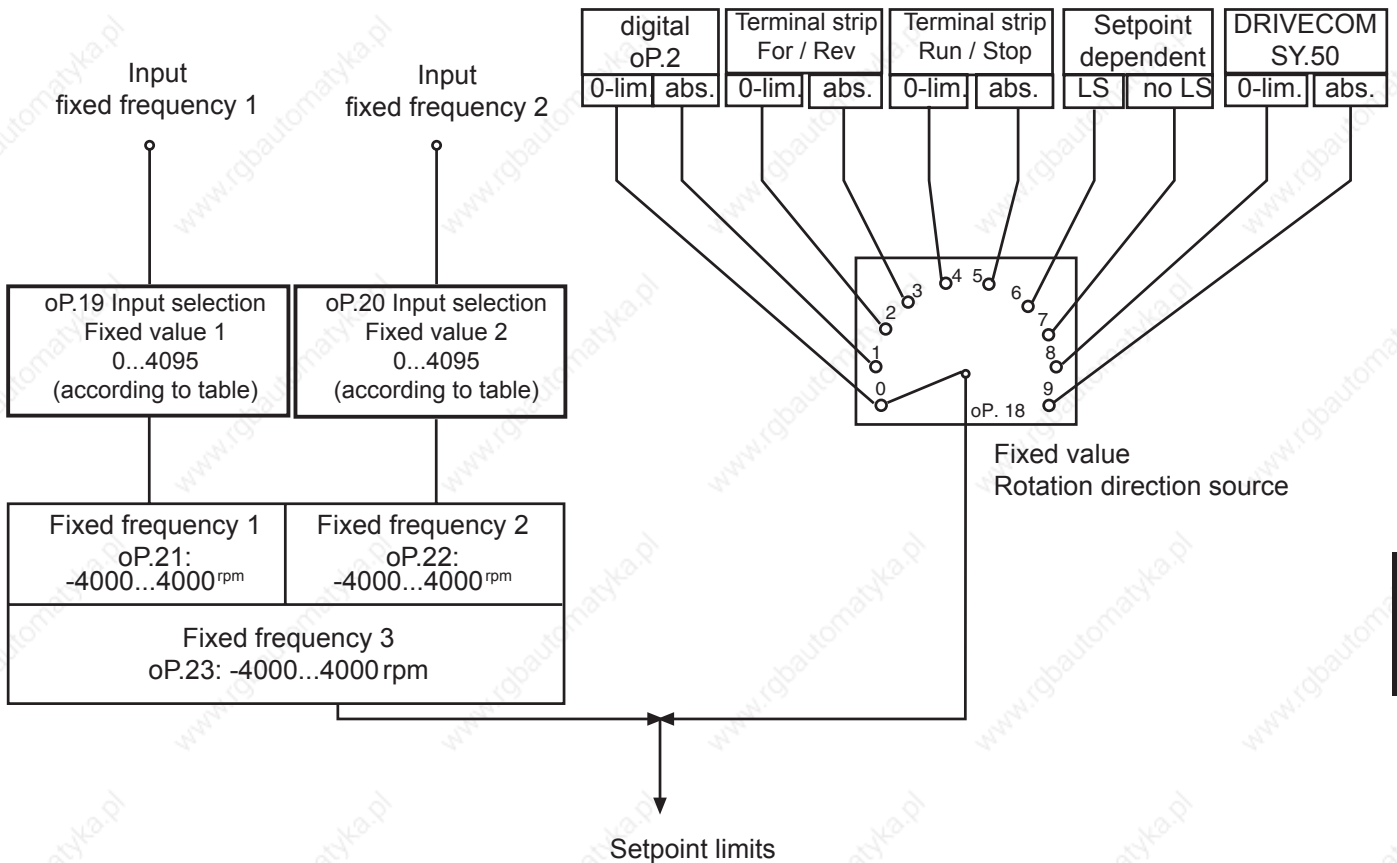 digital
oP.2
0-lim. abs.
Terminal strip
For / Rev
0-lim. abs.
Terminal strip
Run / Stop
0-lim. abs.
Setpoint
dependent
LS no LS
DRIVECOM
SY.50
0-lim. abs.
Input
fixed frequency 1
Input
fixed frequency 2
oP.19 Input selection
Fixed value 1
0...4095
(according to table)
oP.20 Input selection
Fixed value 2
0...4095
(according to table)
0
1
2
3
4
5
6
7
8
9
oP. 18
Fixed value
Rotation direction source
Fixed frequency 1
oP.21:
-4000...4000 rpm
Fixed frequency 2
oP.22:
-4000...4000 rpm
Fixed frequency 3
oP.23: -4000...4000 rpm
Setpoint limits
www.rgbautomatyka.pl